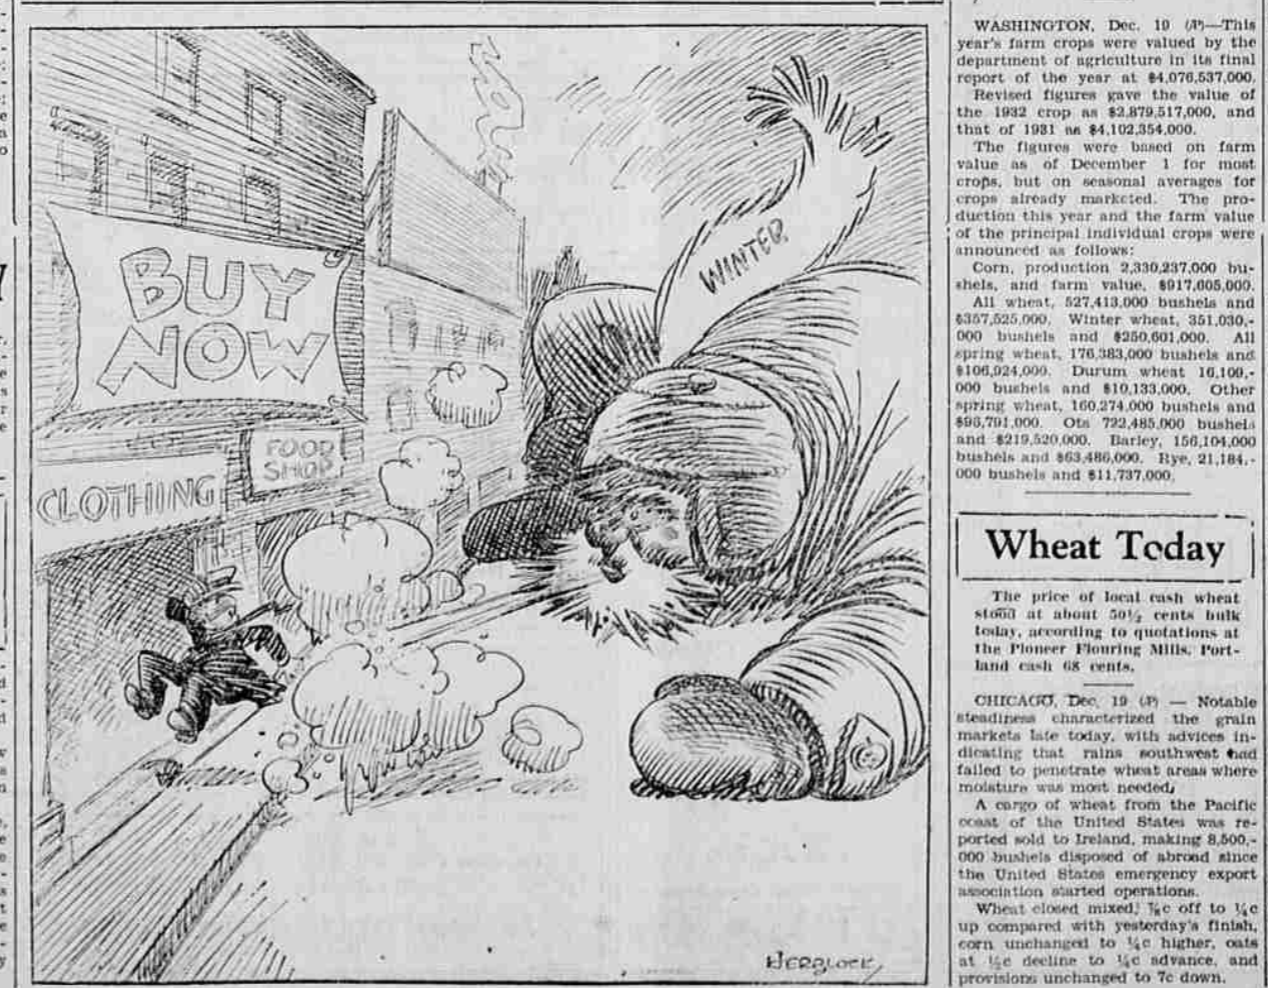 BUY
NOW
FOOD
SHOP
CLOTHING
COAL
WINTER
HERBLOCK
WASHINGTON, Dec. 19 (AP)—This
year's farm crops were valued by the
department of agriculture in its final
report of the year at $4,076,537,000.
Revised figures gave the value of
the 1932 crop as $2,879,517,000, and
that of 1931 as $4,102,354,000.
The figures were based on farm
value as of December 1 for most
crops, but on seasonal averages for
crops already marketed. The pro-
duction this year and the farm value
of the principal individual crops were
announced as follows:
Corn, production 2,330,237,000 bu-
shels, and farm value, $917,605,000.
All wheat, 527,413,000 bushels and
$357,525,000. Winter wheat, 351,030,-
000 bushels and $250,601,000. All
spring wheat, 176,383,000 bushels and
$106,924,000. Durum wheat 16,109,-
000 bushels and $10,133,000. Other
spring wheat, 160,274,000 bushels and
$96,791,000. Ots 722,485,000 bushels
and $219,520,000. Barley, 156,104,000
bushels and $63,486,000. Rye, 21,184,-
000 bushels and $11,737,000.
Wheat Today
The price of local cash wheat
stood at about 50½ cents bulk
today, according to quotations at
the Pioneer Flouring Mills. Port-
land cash 68 cents.
CHICAGO, Dec. 19 (AP) — Notable
steadiness characterized the grain
markets late today, with advices in-
dicating that rains southwest had
failed to penetrate wheat areas where
moisture was most needed.
A cargo of wheat from the Pacific
coast of the United States was re-
ported sold to Ireland, making 8,500,-
000 bushels disposed of abroad since
the United States emergency export
association started operations.
Wheat closed mixed, ⅞c off to ¼c
up compared with yesterday's finish,
corn unchanged to ¼c higher, oats
at ½c decline to ¼c advance, and
provisions unchanged to 7c down.